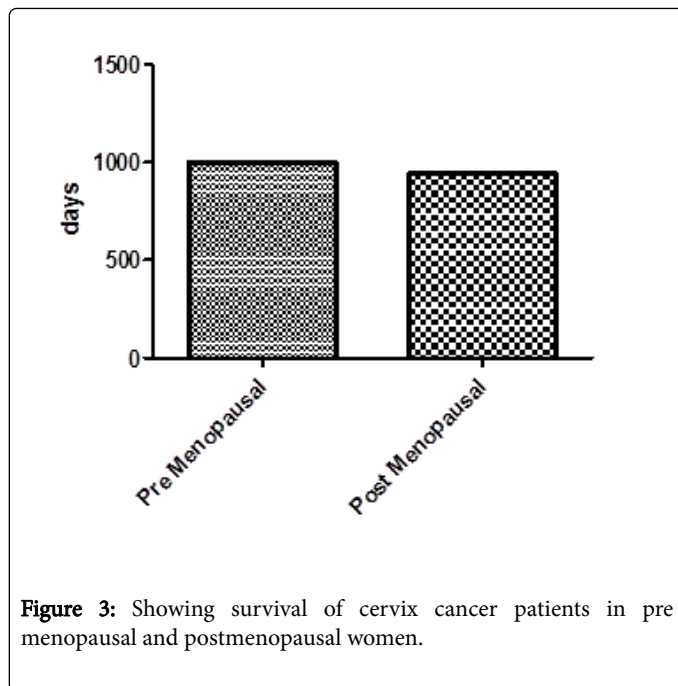 1500
1000
500
0
days
Pre Menopausal
Post Menopausal
Figure 3: Showing survival of cervix cancer patients in pre
menopausal and postmenopausal women.